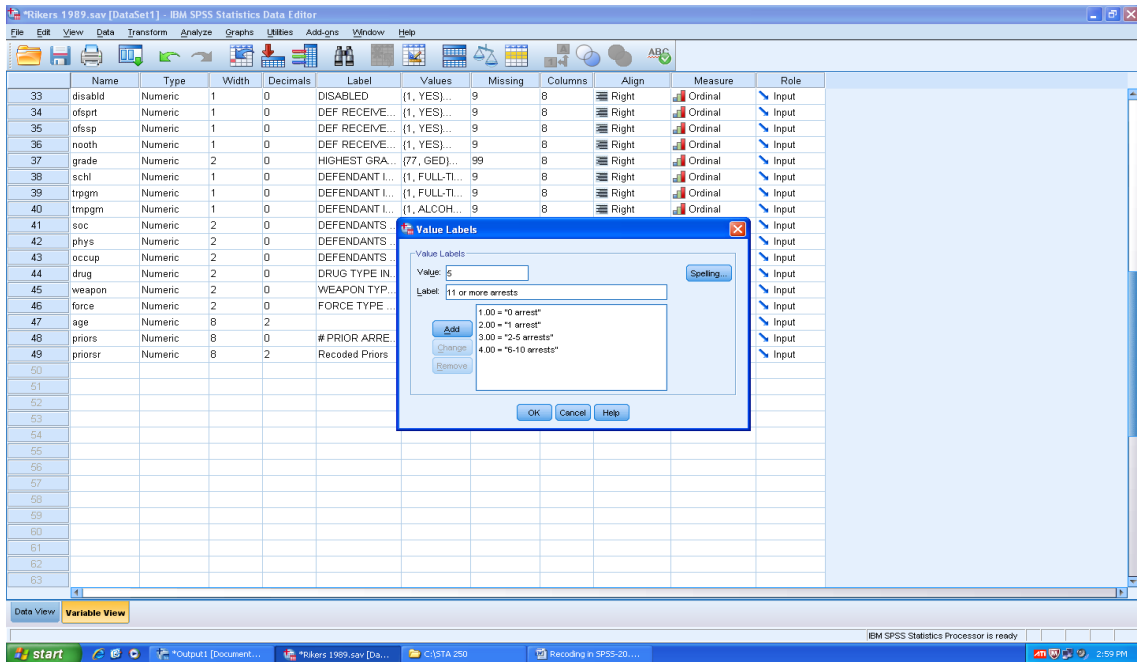 *Rikers 1989.sav [DataSet1] - IBM SPSS Statistics Data Editor
File Edit View Data Transform Analyze Graphs Utilities Add-ons Window Help
Name Type Width Decimals Label Values Missing Columns Align Measure Role
33 disabld Numeric 1 0 DISABLED {1, YES}... 9 8 Right Ordinal Input
34 ofsprt Numeric 1 0 DEF RECEIVE... {1, YES}... 9 8 Right Ordinal Input
35 ofssp Numeric 1 0 DEF RECEIVE... {1, YES}... 9 8 Right Ordinal Input
36 nooth Numeric 1 0 DEF RECEIVE... {1, YES}... 9 8 Right Ordinal Input
37 grade Numeric 2 0 HIGHEST GRA... {77, GED}... 99 8 Right Ordinal Input
38 schl Numeric 1 0 DEFENDANT I... {1, FULL-TI... 9 8 Right Ordinal Input
39 trpgm Numeric 1 0 DEFENDANT I... {1, FULL-TI... 9 8 Right Ordinal Input
40 tmpgm Numeric 1 0 DEFENDANT I... {1, ALCOH... 9 8 Right Ordinal Input
41 soc Numeric 2 0 DEFENDANTS Input
42 phys Numeric 2 0 DEFENDANTS Input
43 occup Numeric 2 0 DEFENDANTS Input
44 drug Numeric 2 0 DRUG TYPE IN Input
45 weapon Numeric 2 0 WEAPON TYP Input
46 force Numeric 2 0 FORCE TYPE Input
47 age Numeric 8 2 Input
48 priors Numeric 8 0 # PRIOR ARRE Input
49 priorsr Numeric 8 2 Recoded Priors Input
50
51
52
53
54
55
56
57
58
59
60
61
62
63
Value Labels
Value Labels
Value: 5
Spelling...
Label: 11 or more arrests
Add
Change
Remove
1.00 = "0 arrest"
2.00 = "1 arrest"
3.00 = "2-5 arrests"
4.00 = "6-10 arrests"
OK Cancel Help
Data View Variable View
IBM SPSS Statistics Processor is ready
start *Output1 [Document... *Rikers 1989.sav [Da... C:\STA 250 Recoding in SPSS-20.... 2:59 PM